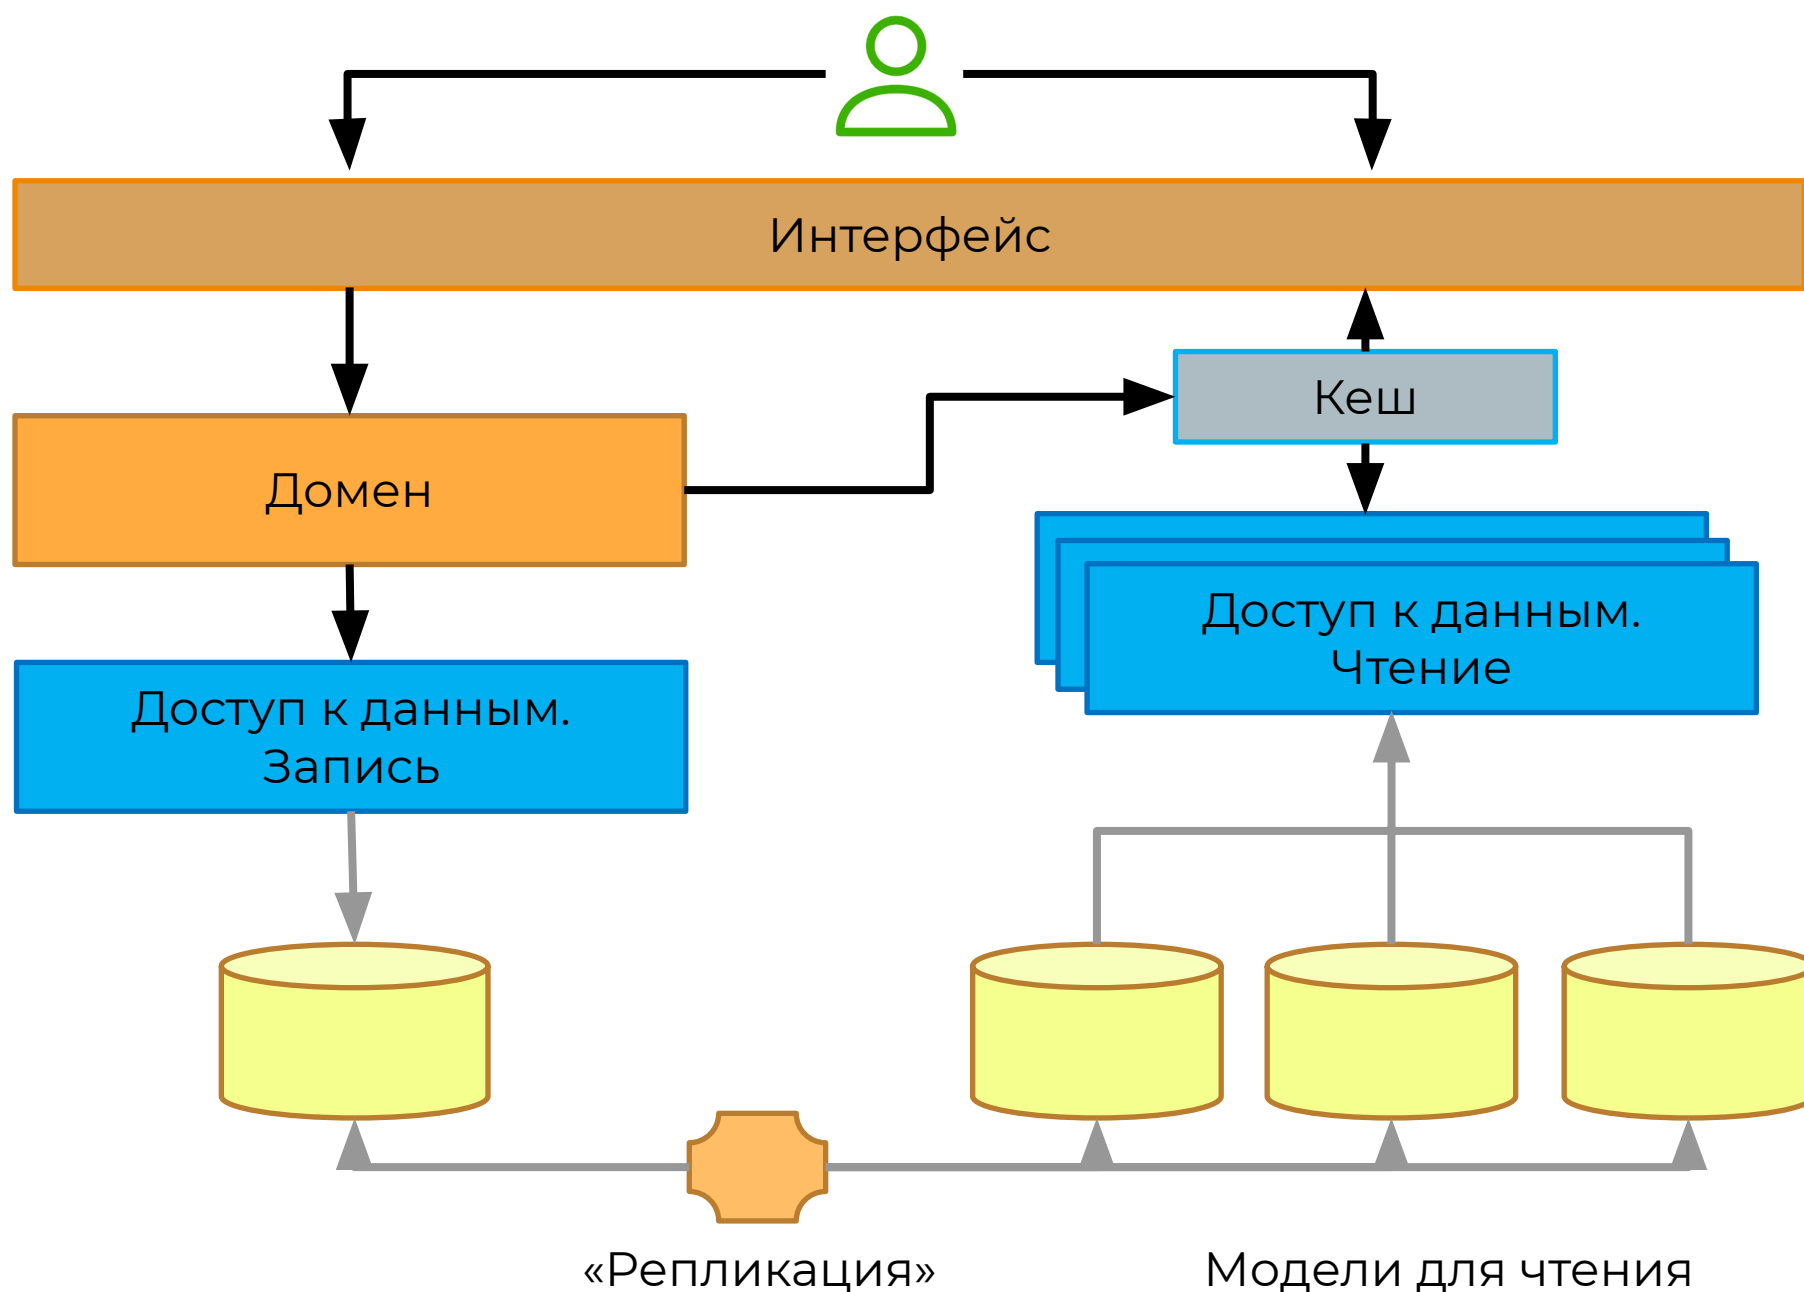 Интерфейс
Кеш
Домен
Доступ к данным.
Чтение
Доступ к данным.
Запись
«Репликация»
Модели для чтения